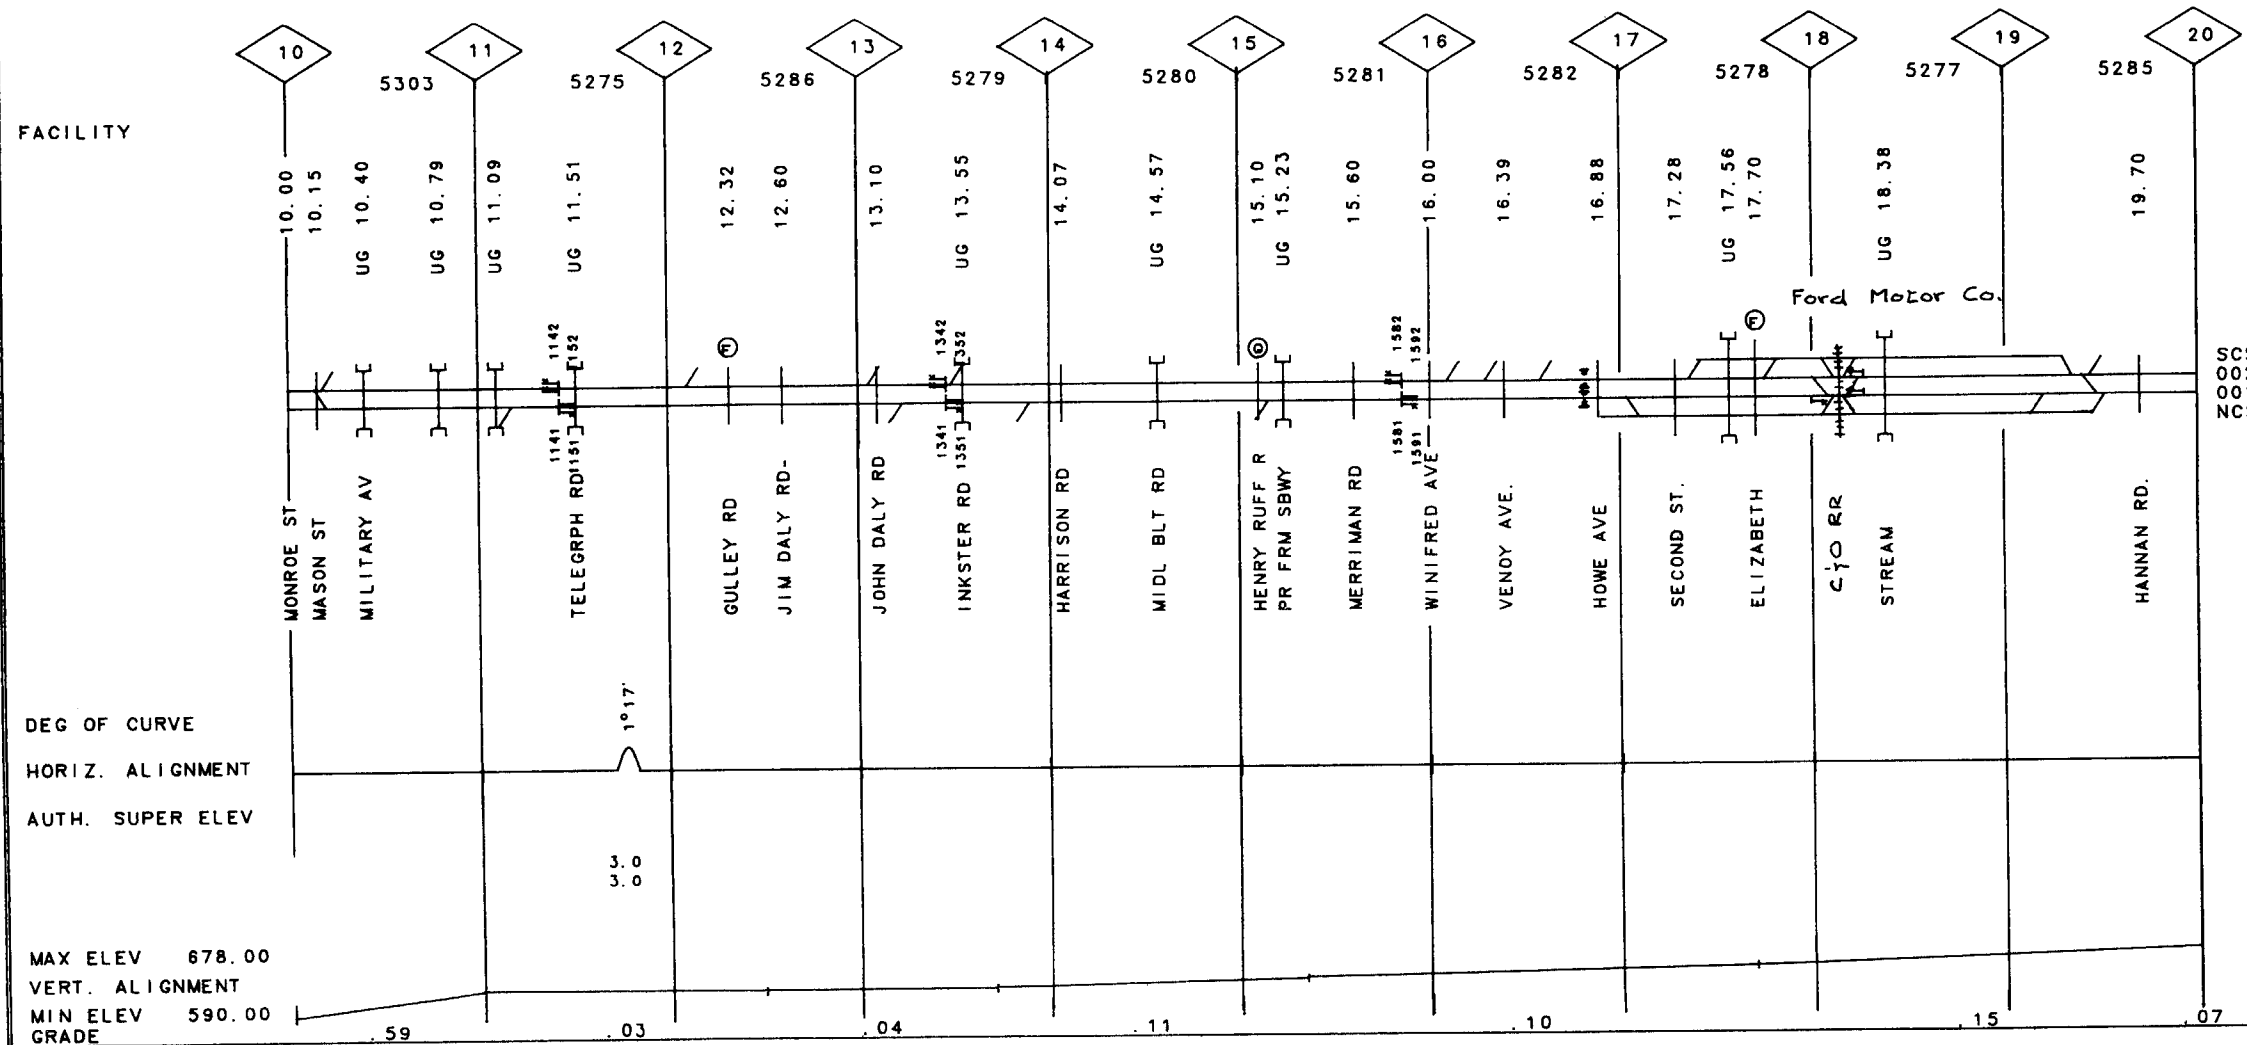 10 11 12 13 14 15 16 17 18 19 20
5303 5275 5286 5279 5280 5281 5282 5278 5277 5285
FACILITY
10.00
10.15
UG 10.40
UG 10.79
UG 11.09
UG 11.51
12.32
12.60
13.10
UG 13.55
14.07
UG 14.57
15.10
UG 15.23
15.60
16.00
16.39
16.88
17.28
UG 17.56
17.70
UG 18.38
19.70
Ford Motor Co.
1142
1152
1342
1352
1582
1592
F
F
1141
1151
1341
1351
1581
1591
MONROE ST
MASON ST
MILITARY AV
TELEGRPH RD
GULLEY RD
JIM DALY RD-
JOHN DALY RD
INKSTER RD
HARRISON RD
MIDL BLT RD
HENRY RUFF R
PR FRM SBWY
MERRIMAN RD
WINIFRED AVE
VENOY AVE.
HOWE AVE
SECOND ST.
ELIZABETH
C&O RR
STREAM
HANNAN RD.
DEG OF CURVE
1°17'
HORIZ. ALIGNMENT
AUTH. SUPER ELEV
3.0
3.0
MAX ELEV 678.00
VERT. ALIGNMENT
MIN ELEV 590.00
GRADE .59 .03 .04 .11 .10 .15 .07